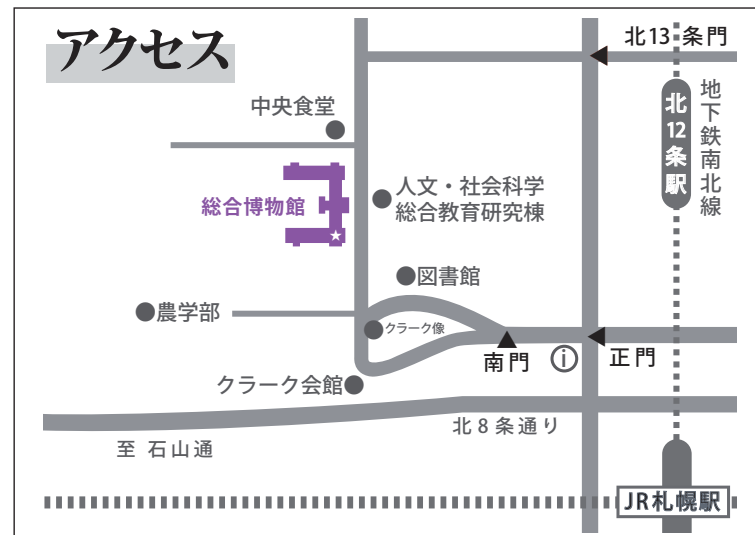 アクセス
北13条門
地下鉄南北線
北12条駅
中央食堂
人文・社会科学
総合教育研究棟
総合博物館
図書館
農学部
クラーク像
南門
i
正門
クラーク会館
北8条通り
至 石山通
JR札幌駅